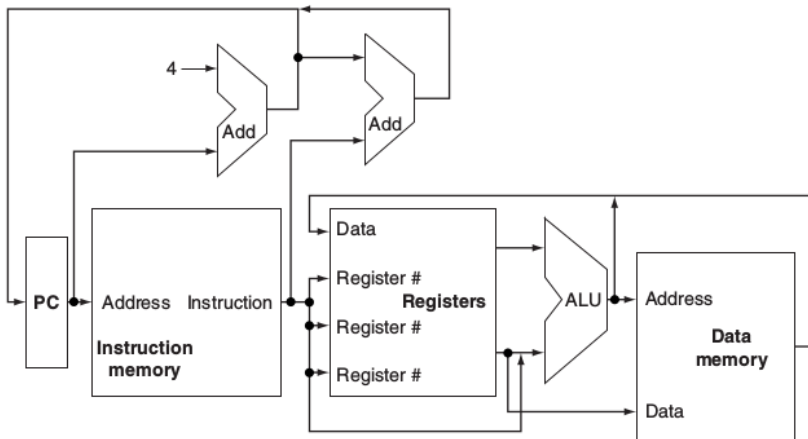 4
Add
Add
Data
Register #
Registers
Register #
Register #
PC
Address
Instruction
Instruction
memory
ALU
Address
Data
memory
Data